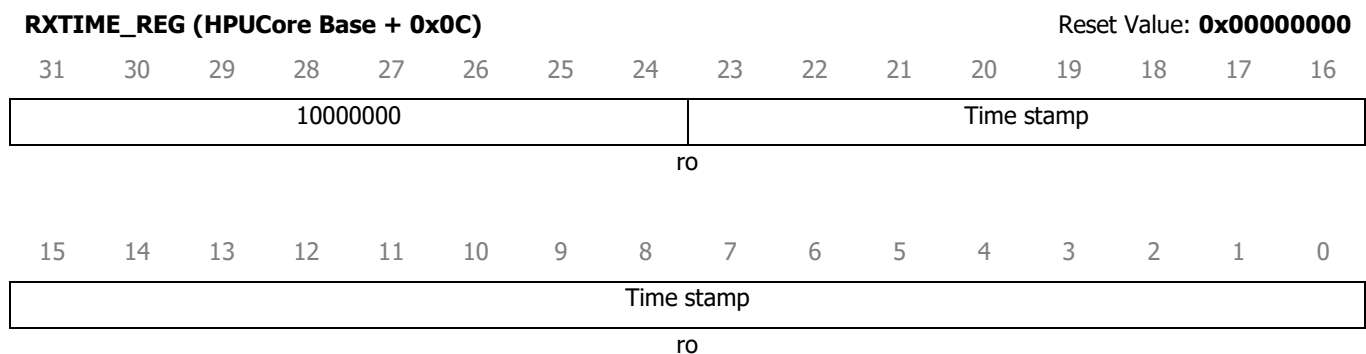 RXTIME_REG (HPUCore Base + 0x0C) Reset Value: 0x00000000
31 30 29 28 27 26 25 24 23 22 21 20 19 18 17 16
10000000 Time stamp
ro
15 14 13 12 11 10 9 8 7 6 5 4 3 2 1 0
Time stamp
ro